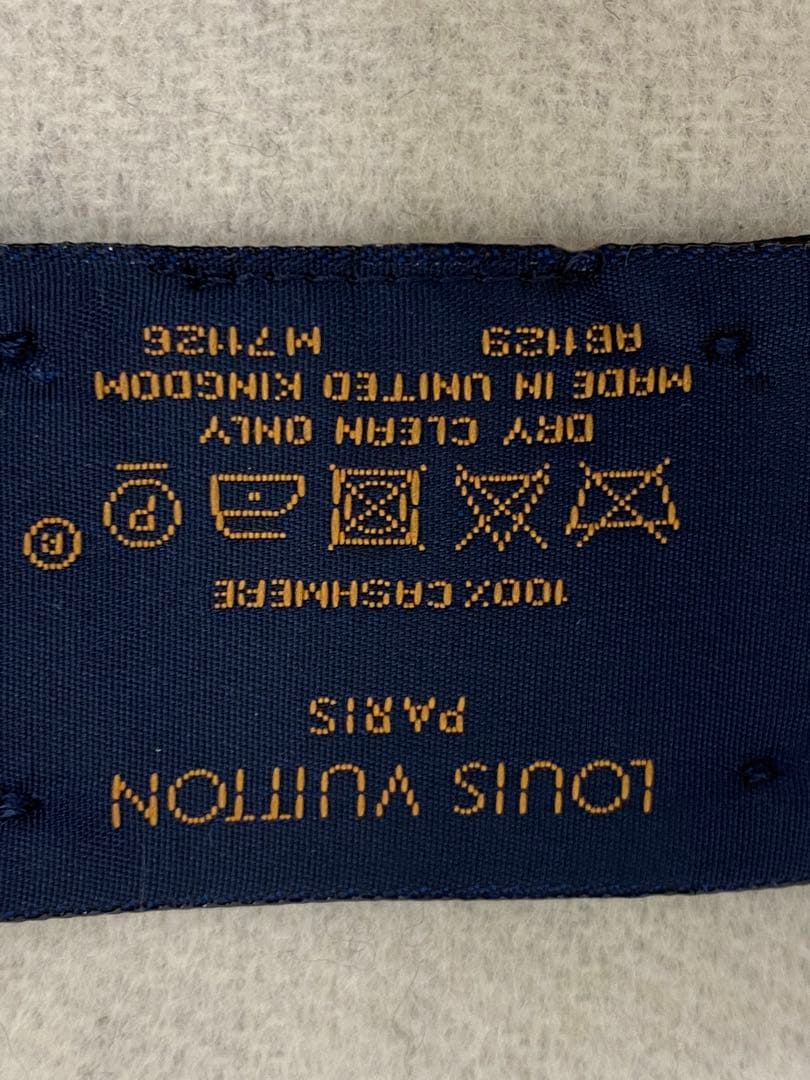 LOUIS VUITTON
PARIS
100% CASHMERE
P
DRY CLEAN ONLY
MADE IN UNITED KINGDOM
AB1129 M71126